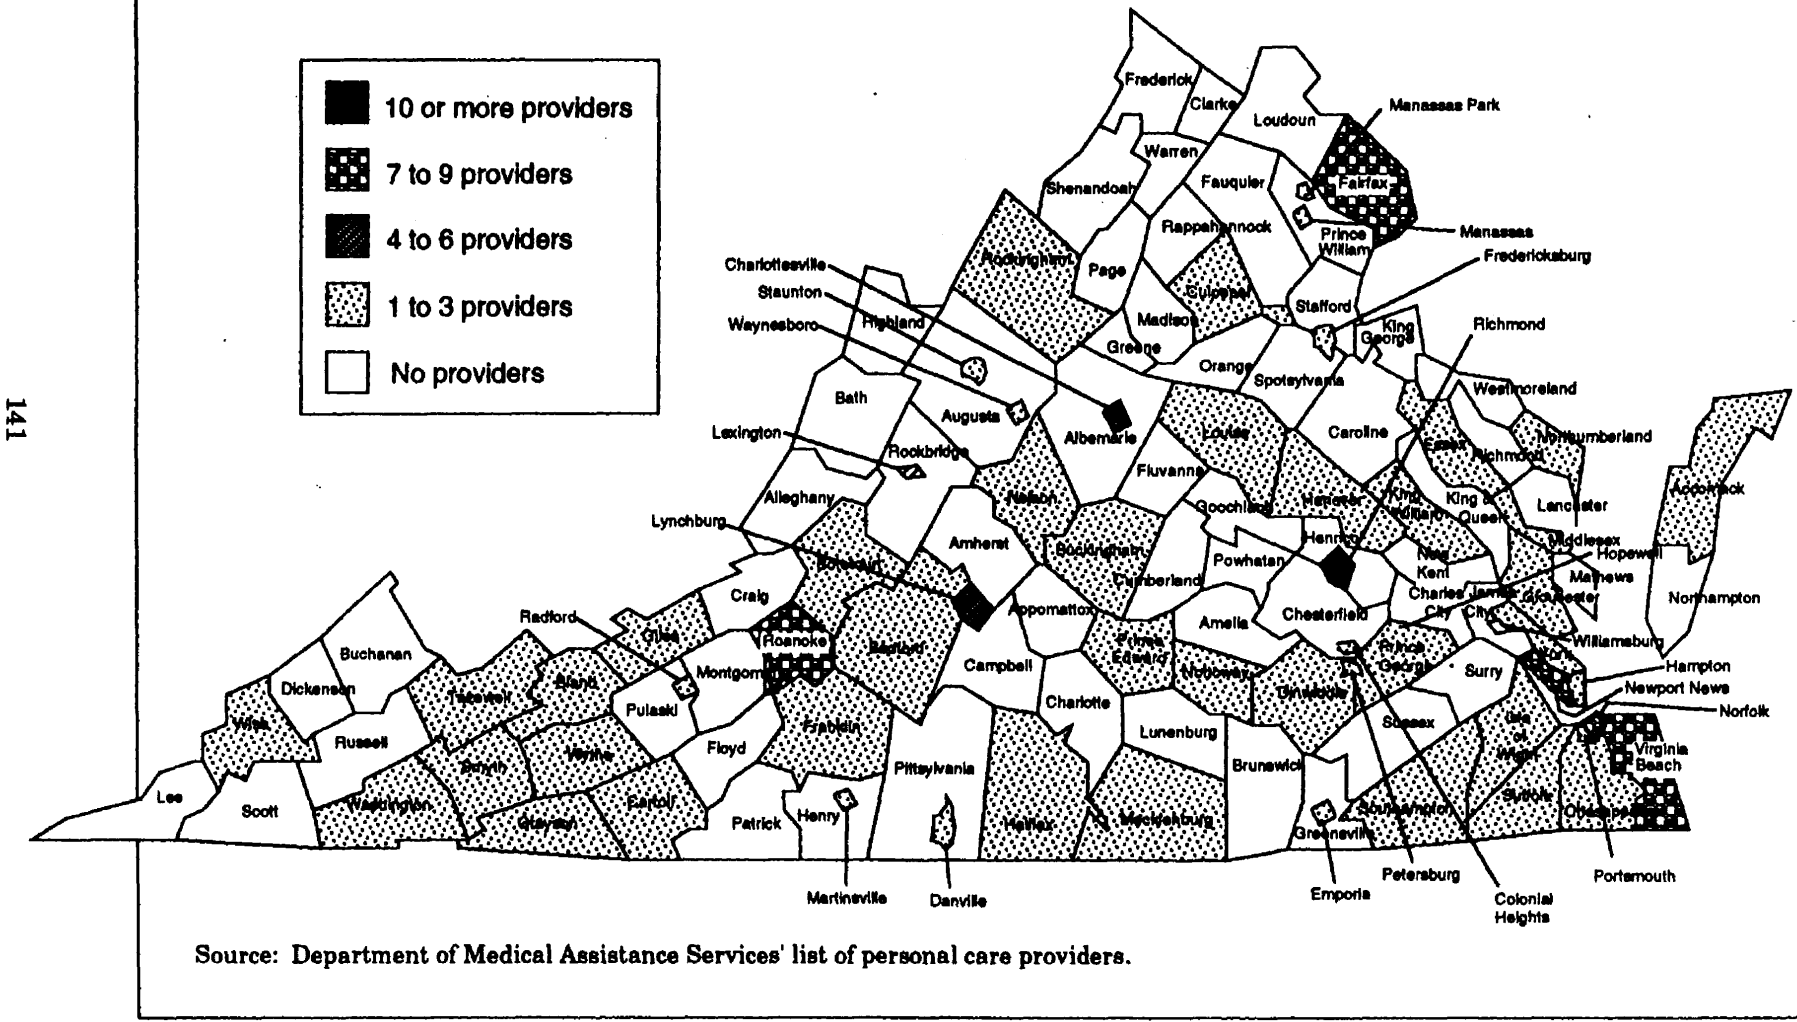 10 or more providers
7 to 9 providers
4 to 6 providers
1 to 3 providers
No providers
141
Frederick
Clarke
Loudoun
Manassas Park
Warren
Shenandoah
Fauquier
Fairfax
Rappahannock
Prince
William
Manassas
Fredericksburg
Rockingham
Page
Charlottesville
Staunton
Waynesboro
Highland
Culpeper
Stafford
Madison
Greene
King
George
Richmond
Orange
Spotsylvania
Westmoreland
Bath
Augusta
Albemarle
Louisa
Caroline
Northumberland
Essex
Richmond
Lexington
Rockbridge
Fluvanna
Nelson
Alleghany
Goochland
Hanover
King
William
King &
Queen
Lancaster
Accomack
Lynchburg
Amherst
Buckingham
Henrico
Middlesex
Hopewell
Botetourt
Powhatan
New
Kent
Mathews
Cumberland
Craig
Appomattox
Charles
City
James
City
Gloucester
Northampton
Chesterfield
Amelia
Radford
Giles
Roanoke
Bedford
Prince
Edward
Prince
George
Williamsburg
York
Hampton
Buchanan
Montgom
Campbell
Nottoway
Surry
Newport News
Norfolk
Dickenson
Tazewell
Bland
Pulaski
Dinwiddie
Charlotte
Wise
Russell
Floyd
Franklin
Lunenburg
Sussex
Isle
of
Wight
Virginia
Beach
Smyth
Wythe
Pittsylvania
Brunswick
Lee
Scott
Washington
Grayson
Carroll
Patrick
Henry
Halifax
Mecklenburg
Greensville
Southampton
Suffolk
Chesapeake
Martinsville
Danville
Emporia
Petersburg
Colonial
Heights
Portsmouth
Source: Department of Medical Assistance Services' list of personal care providers.